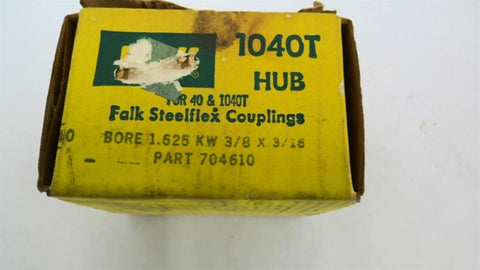 1040T
HUB
FOR 40 & 1040T
Falk Steelflex Couplings
BORE 1.625 KW 3/8 X 3/16
PART 704610